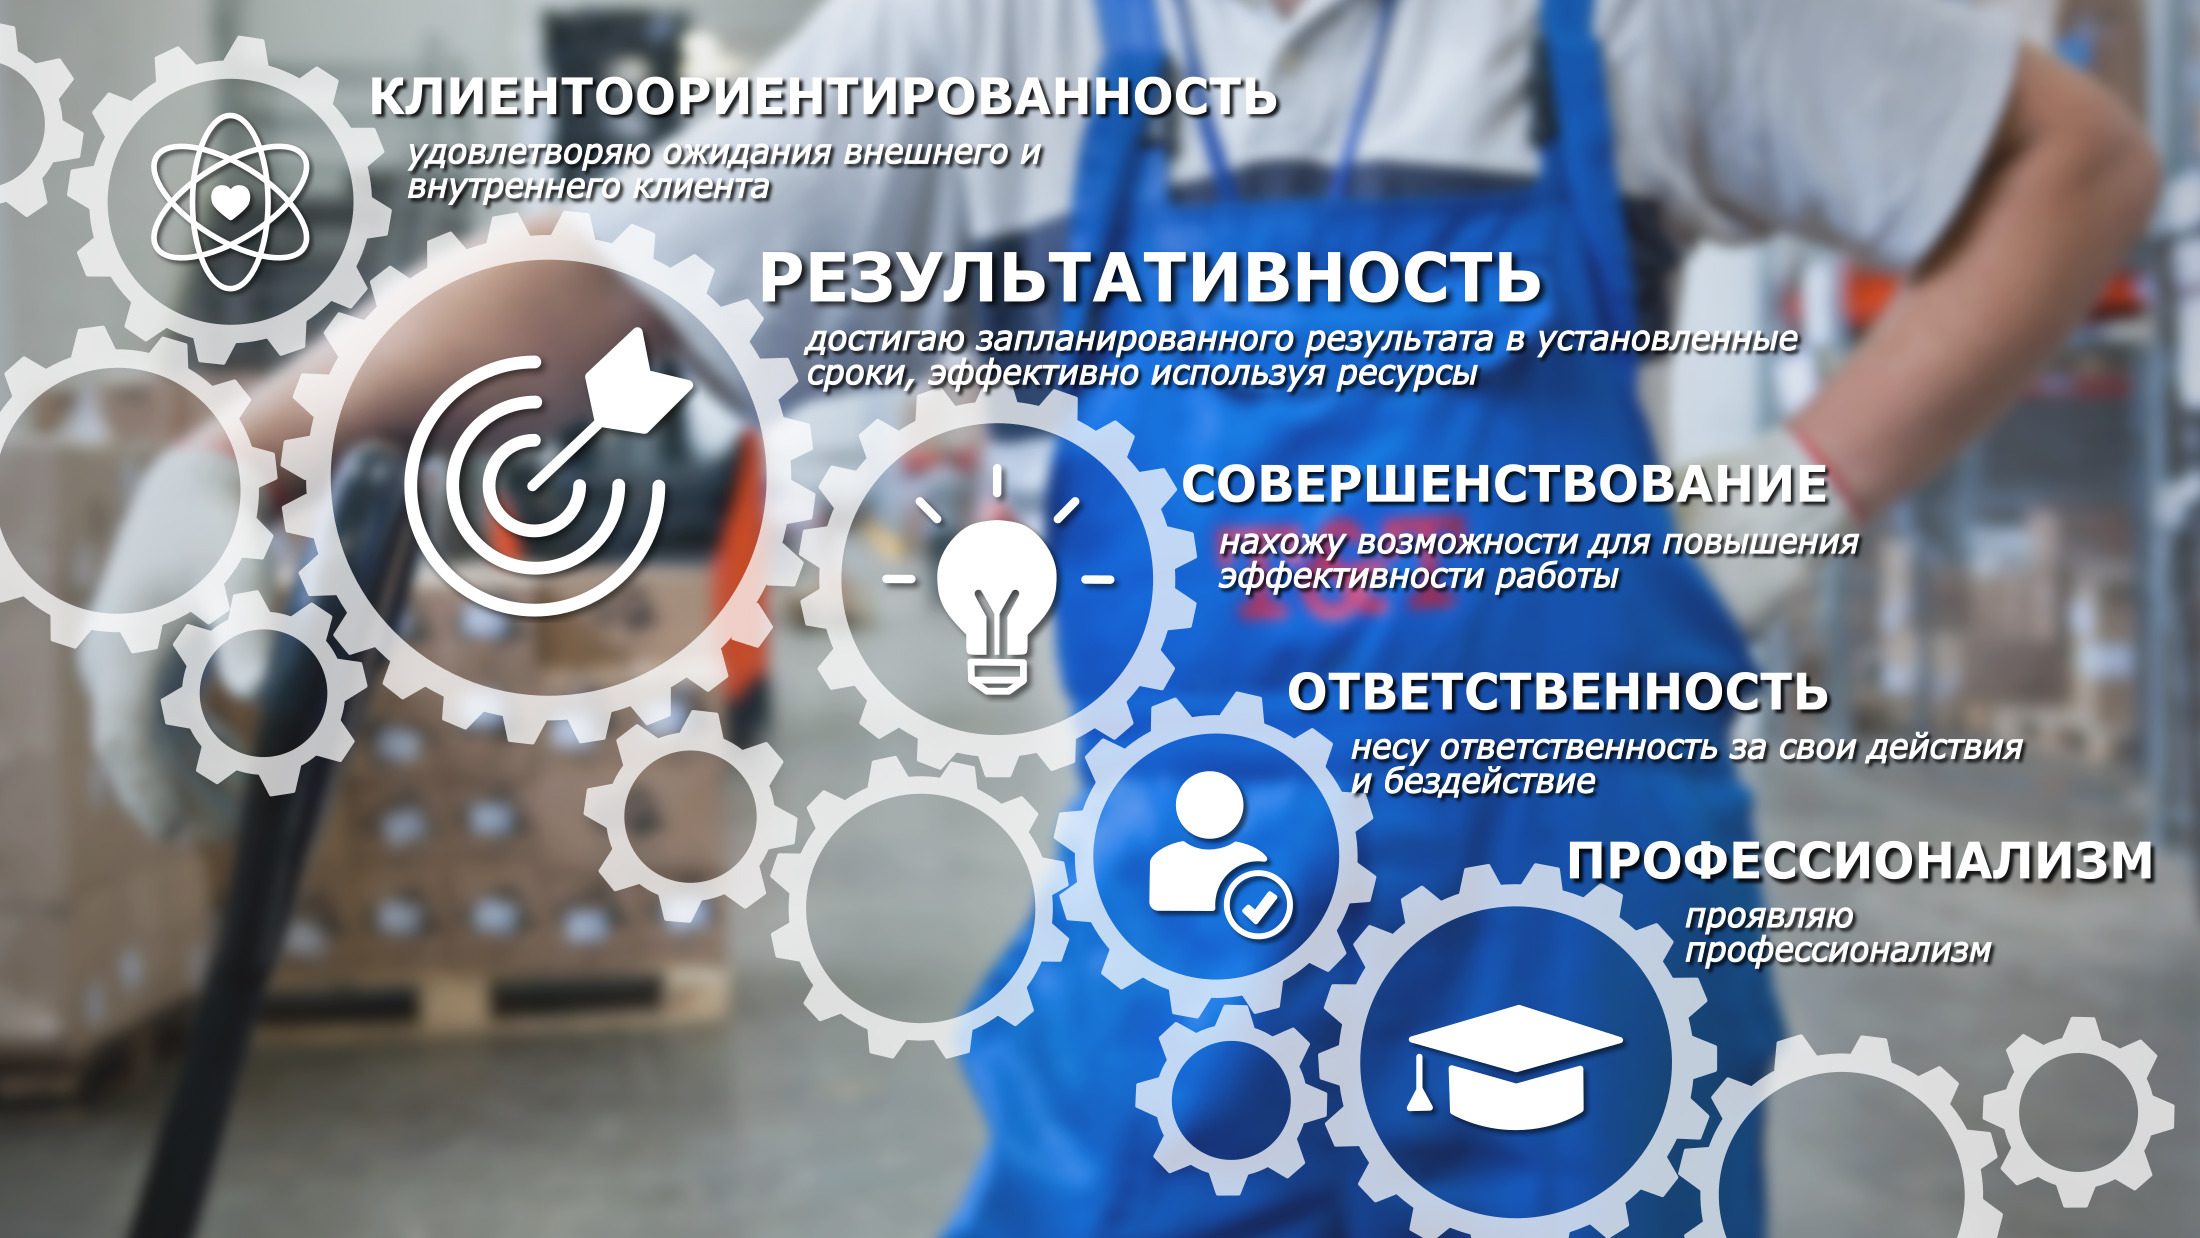 КЛИЕНТООРИЕНТИРОВАННОСТЬ
удовлетворяю ожидания внешнего и
внутреннего клиента
РЕЗУЛЬТАТИВНОСТЬ
достигаю запланированного результата в установленные
сроки, эффективно используя ресурсы
СОВЕРШЕНСТВОВАНИЕ
нахожу возможности для повышения
эффективности работы
ОТВЕТСТВЕННОСТЬ
несу ответственность за свои действия
и бездействие
ПРОФЕССИОНАЛИЗМ
проявляю
профессионализм